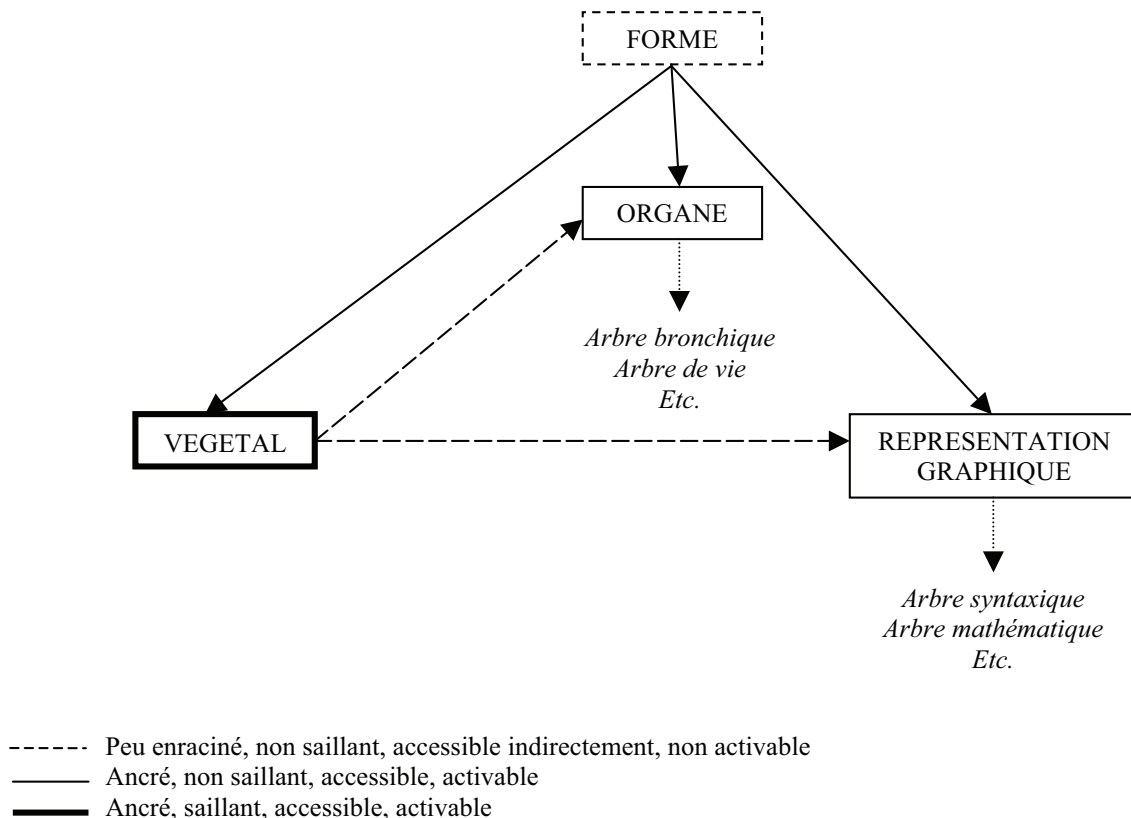 FORME
ORGANE
Arbre bronchique
Arbre de vie
Etc.
VEGETAL
REPRESENTATION
GRAPHIQUE
Arbre syntaxique
Arbre mathématique
Etc.
Peu enraciné, non saillant, accessible indirectement, non activable
Ancré, non saillant, accessible, activable
Ancré, saillant, accessible, activable